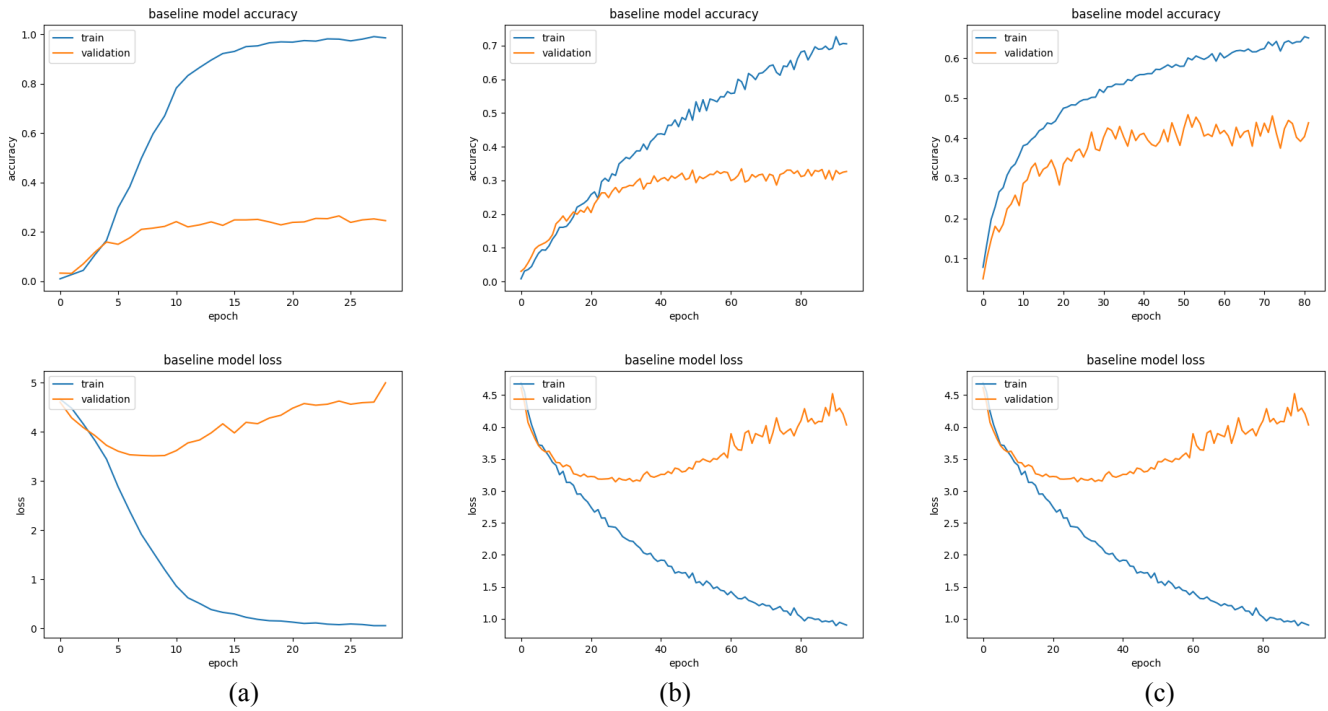 baseline model accuracy
train
validation
accuracy
1.0
0.8
0.6
0.4
0.2
0.0
0 5 10 15 20 25
epoch
baseline model accuracy
train
validation
accuracy
0.7
0.6
0.5
0.4
0.3
0.2
0.1
0.0
0 20 40 60 80
epoch
baseline model accuracy
train
validation
accuracy
0.6
0.5
0.4
0.3
0.2
0.1
0 10 20 30 40 50 60 70 80
epoch
baseline model loss
train
validation
loss
5
4
3
2
1
0
0 5 10 15 20 25
epoch
baseline model loss
train
validation
loss
4.5
4.0
3.5
3.0
2.5
2.0
1.5
1.0
0 20 40 60 80
epoch
baseline model loss
train
validation
loss
4.5
4.0
3.5
3.0
2.5
2.0
1.5
1.0
0 20 40 60 80
epoch
(a) (b) (c)